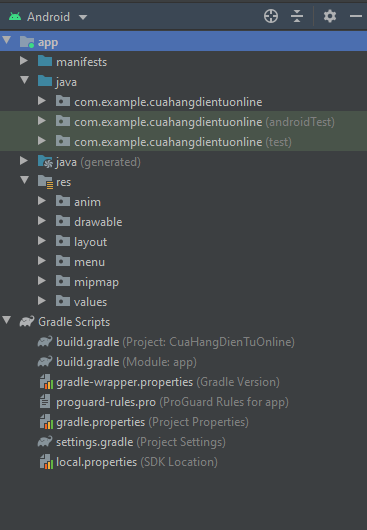 Android
app
manifests
java
com.example.cuahangdientuonline
com.example.cuahangdientuonline (androidTest)
com.example.cuahangdientuonline (test)
java (generated)
res
anim
drawable
layout
menu
mipmap
values
Gradle Scripts
build.gradle (Project: CuaHangDienTuOnline)
build.gradle (Module: app)
gradle-wrapper.properties (Gradle Version)
proguard-rules.pro (ProGuard Rules for app)
gradle.properties (Project Properties)
settings.gradle (Project Settings)
local.properties (SDK Location)